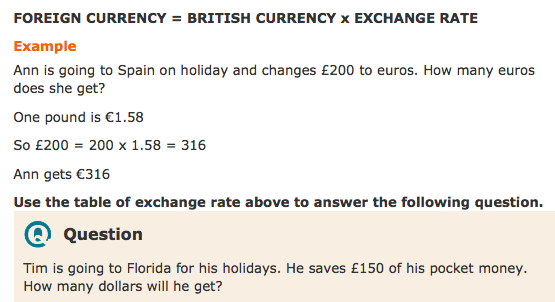 FOREIGN CURRENCY = BRITISH CURRENCY x EXCHANGE RATE
Example
Ann is going to Spain on holiday and changes £200 to euros. How many euros
does she get?
One pound is €1.58
So £200 = 200 x 1.58 = 316
Ann gets €316
Use the table of exchange rate above to answer the following question.
Question
Tim is going to Florida for his holidays. He saves £150 of his pocket money.
How many dollars will he get?